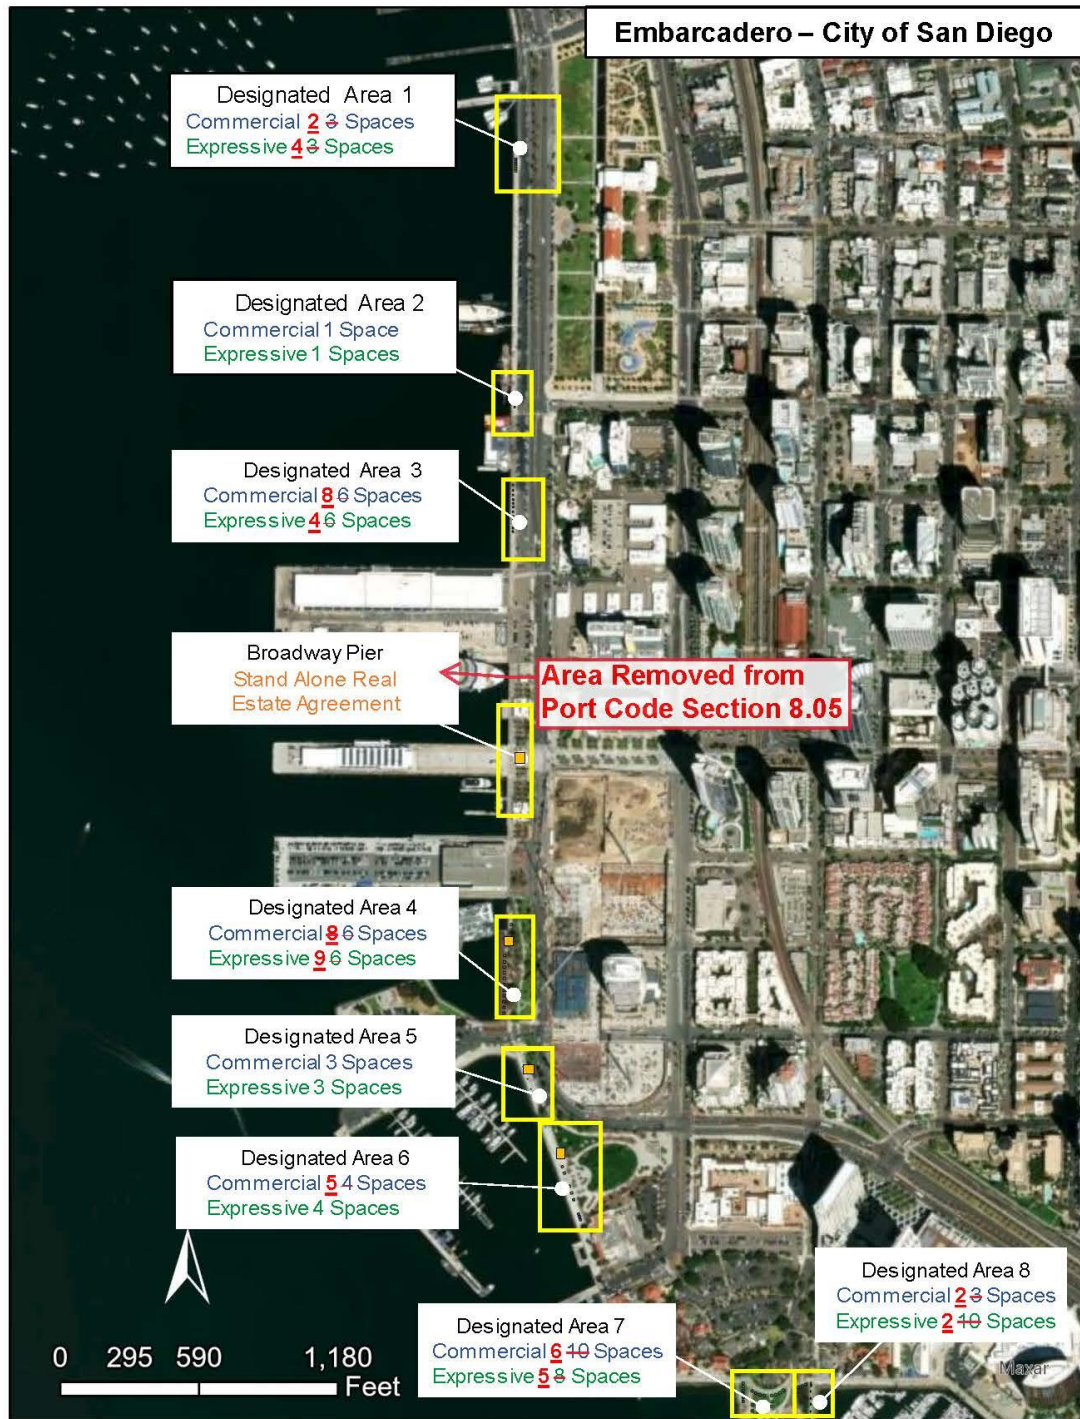 Embarcadero – City of San Diego
Designated Area 1
Commercial 2 3 Spaces
Expressive 4 3 Spaces
Designated Area 2
Commercial 1 Space
Expressive 1 Spaces
Designated Area 3
Commercial 8 6 Spaces
Expressive 4 6 Spaces
Broadway Pier
Stand Alone Real
Estate Agreement
Area Removed from
Port Code Section 8.05
Designated Area 4
Commercial 8 6 Spaces
Expressive 9 6 Spaces
Designated Area 5
Commercial 3 Spaces
Expressive 3 Spaces
Designated Area 6
Commercial 5 4 Spaces
Expressive 4 Spaces
Designated Area 8
Commercial 2 3 Spaces
Expressive 2 10 Spaces
Designated Area 7
Commercial 6 10 Spaces
Expressive 5 8 Spaces
0 295 590 1,180
Feet
Maxar